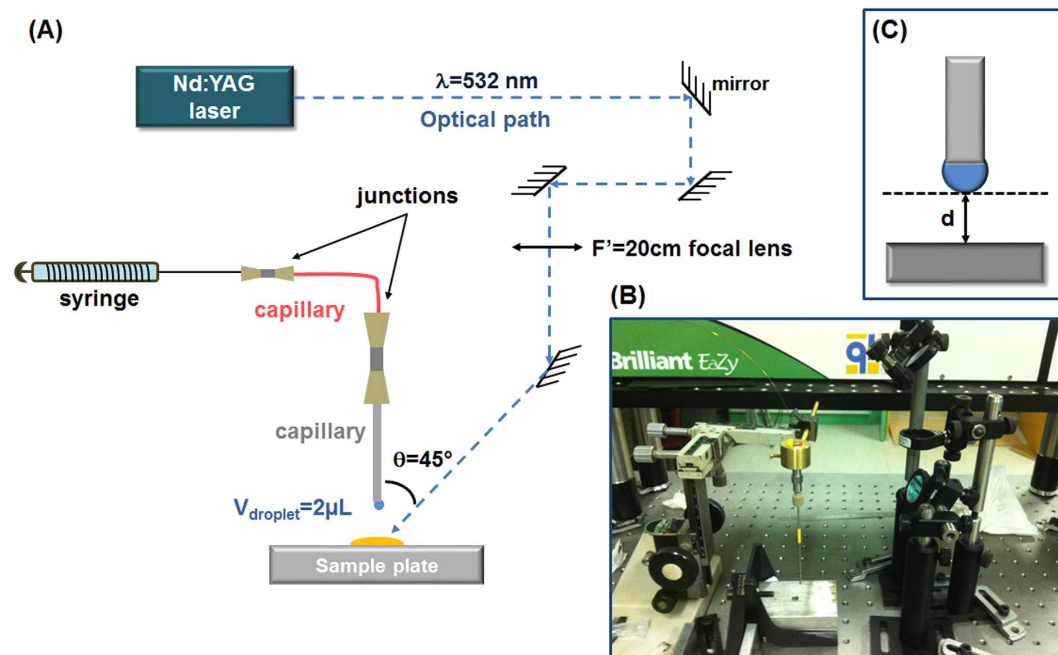 (A)
Nd:YAG
laser
λ=532 nm
Optical path
mirror
junctions
F'=20cm focal lens
syringe
capillary
capillary
θ=45°
V_droplet=2µL
Sample plate
(C)
d
(B)
Brilliant EaZy